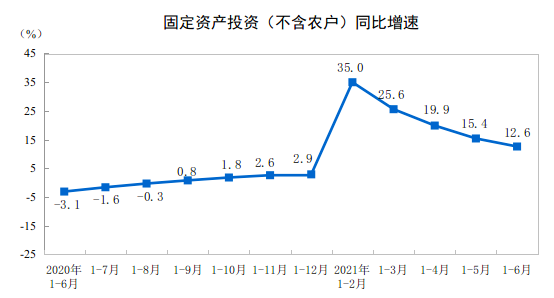 固定资产投资（不含农户）同比增速
（%）
45
35
25
15
5
-5
-15
-25
-3.1
-1.6
-0.3
0.8
1.8
2.6
2.9
35.0
25.6
19.9
15.4
12.6
2020年
1-6月
1-7月
1-8月
1-9月
1-10月
1-11月
1-12月
2021年
1-2月
1-3月
1-4月
1-5月
1-6月